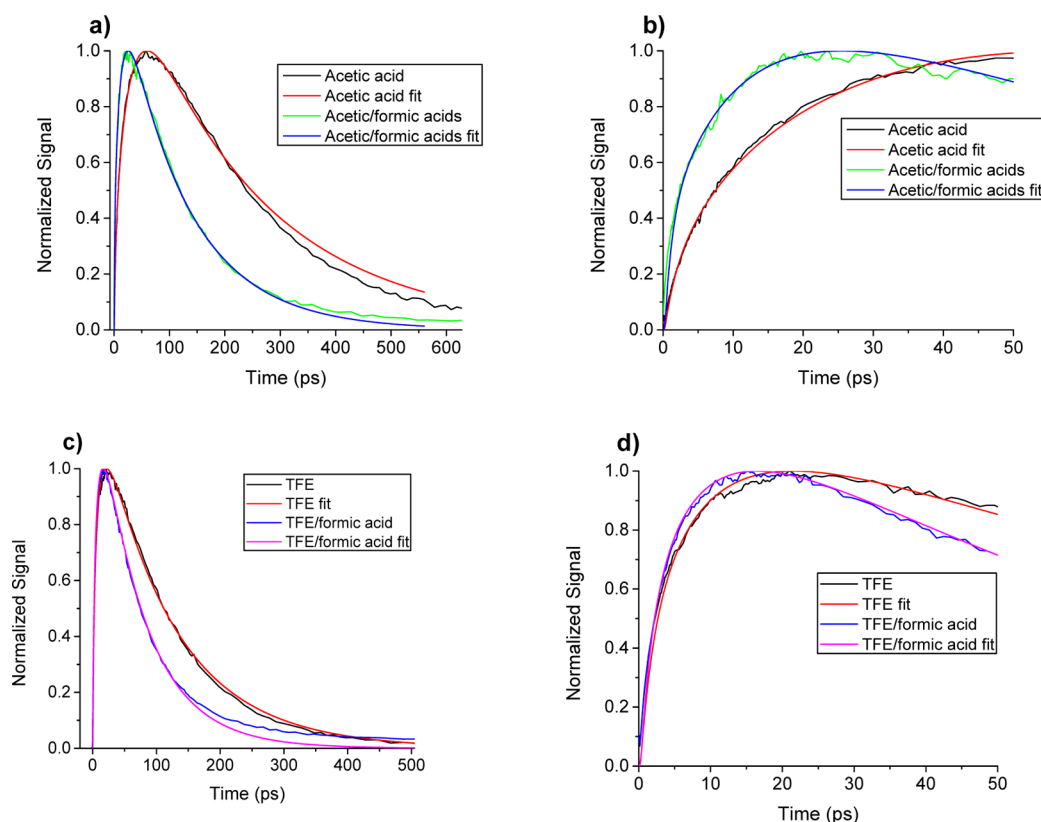 a)
Normalized Signal
1.0
0.8
0.6
0.4
0.2
0.0
Acetic acid
Acetic acid fit
Acetic/formic acids
Acetic/formic acids fit
0 100 200 300 400 500 600
Time (ps)
b)
Normalized Signal
1.0
0.8
0.6
0.4
0.2
0.0
Acetic acid
Acetic acid fit
Acetic/formic acids
Acetic/formic acids fit
0 10 20 30 40 50
Time (ps)
c)
Normalized Signal
1.0
0.8
0.6
0.4
0.2
0.0
TFE
TFE fit
TFE/formic acid
TFE/formic acid fit
0 100 200 300 400 500
Time (ps)
d)
Normalized Signal
1.0
0.8
0.6
0.4
0.2
0.0
TFE
TFE fit
TFE/formic acid
TFE/formic acid fit
0 10 20 30 40 50
Time (ps)